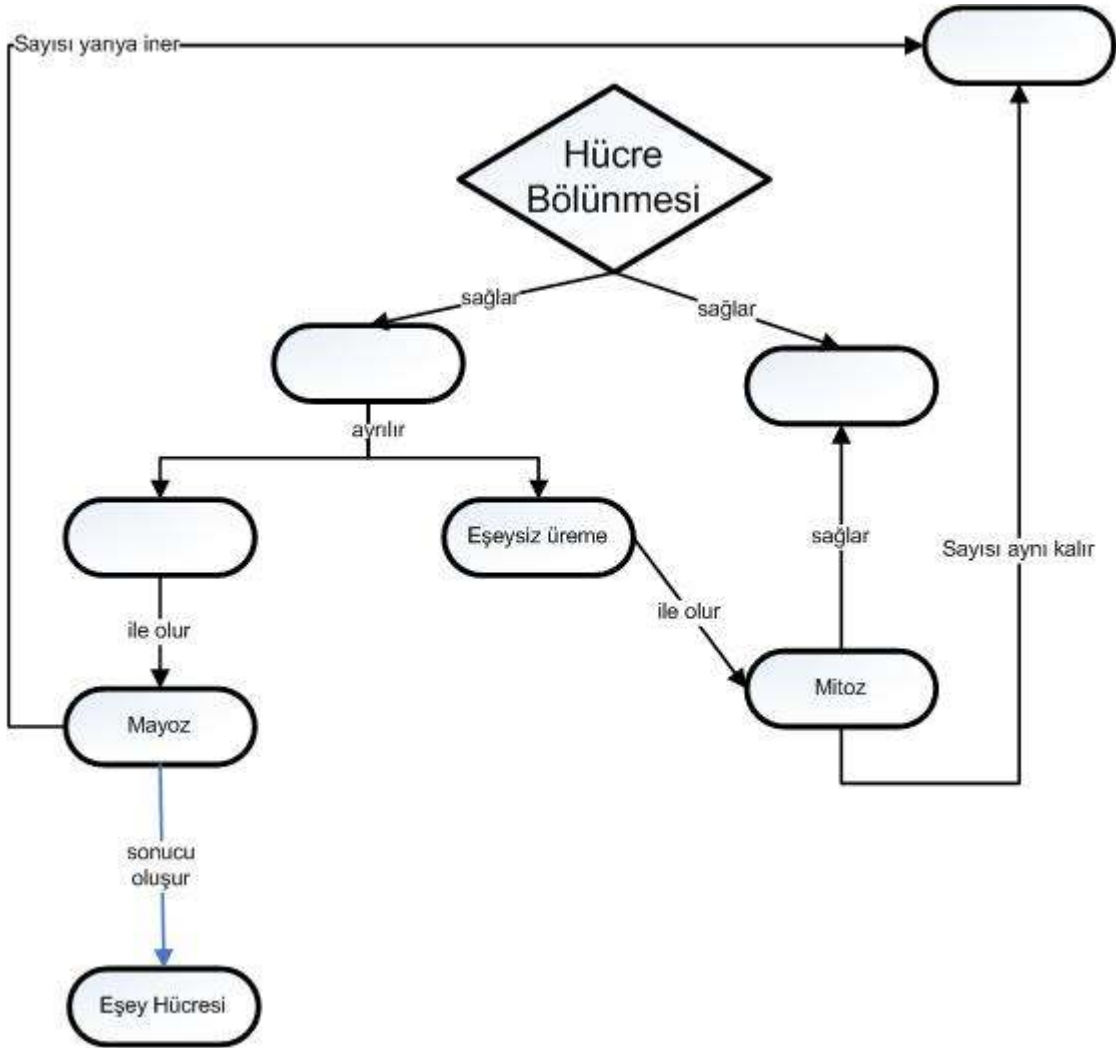 Sayısı yarıya iner
Hücre
Bölünmesi
sağlar
sağlar
ayrılır
Eşeysiz üreme
sağlar
Sayısı aynı kalır
ile olur
ile olur
Mitoz
Mayoz
sonucu
oluşur
Eşey Hücresi